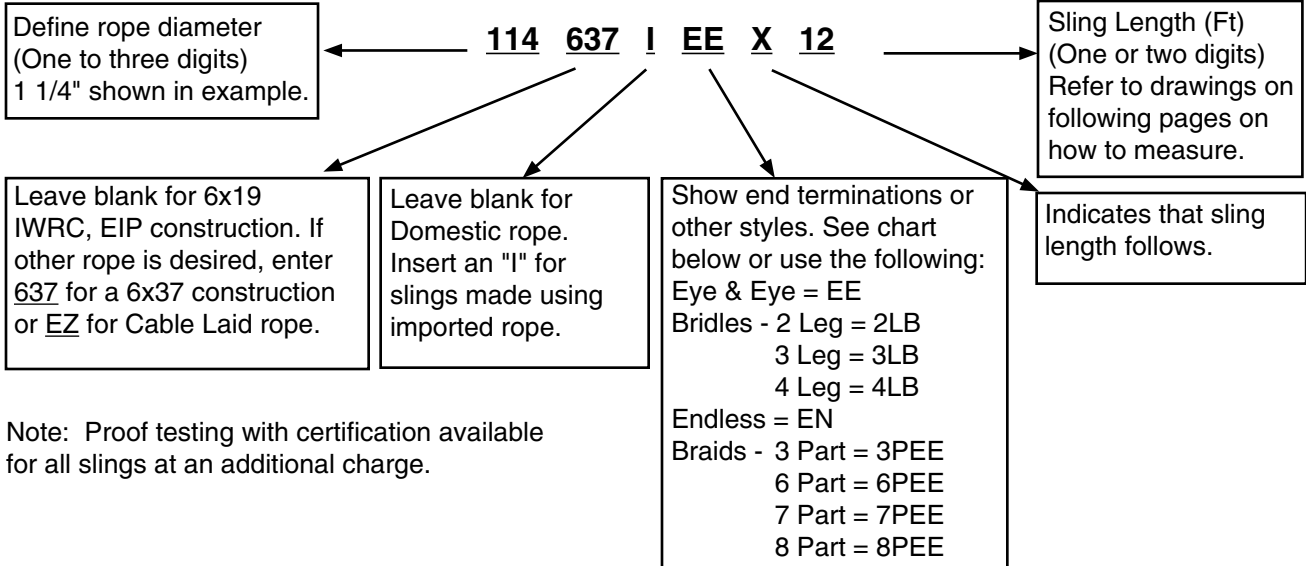 Define rope diameter
(One to three digits)
1 1/4" shown in example.
114 637 I EE X 12
Sling Length (Ft)
(One or two digits)
Refer to drawings on
following pages on
how to measure.
Leave blank for 6x19
IWRC, EIP construction. If
other rope is desired, enter
637 for a 6x37 construction
or EZ for Cable Laid rope.
Leave blank for
Domestic rope.
Insert an "I" for
slings made using
imported rope.
Show end terminations or
other styles. See chart
below or use the following:
Eye & Eye = EE
Bridles - 2 Leg = 2LB
3 Leg = 3LB
4 Leg = 4LB
Endless = EN
Braids - 3 Part = 3PEE
6 Part = 6PEE
7 Part = 7PEE
8 Part = 8PEE
Indicates that sling
length follows.
Note: Proof testing with certification available
for all slings at an additional charge.